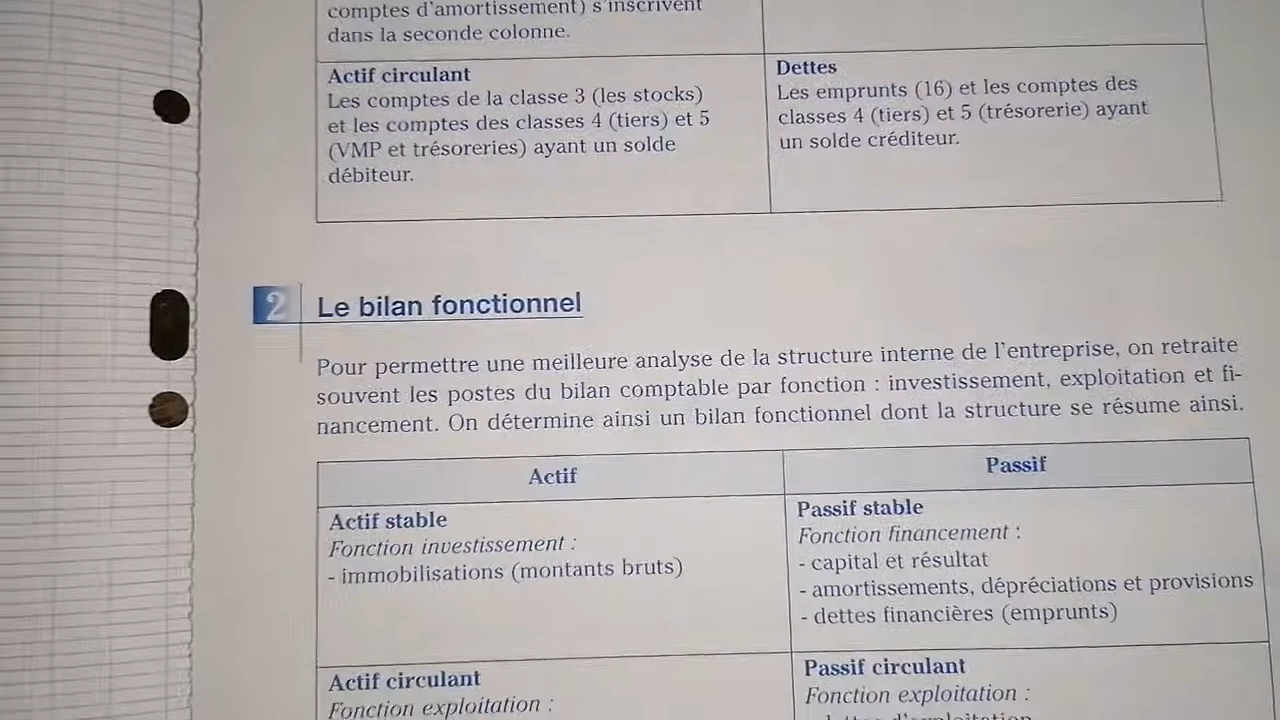 comptes d'amortissement) s'inscrivent
dans la seconde colonne.
Actif circulant
Les comptes de la classe 3 (les stocks)
et les comptes des classes 4 (tiers) et 5
(VMP et trésoreries) ayant un solde
débiteur.
Dettes
Les emprunts (16) et les comptes des
classes 4 (tiers) et 5 (trésorerie) ayant
un solde créditeur.
2 Le bilan fonctionnel
Pour permettre une meilleure analyse de la structure interne de l'entreprise, on retraite
souvent les postes du bilan comptable par fonction : investissement, exploitation et fi-
nancement. On détermine ainsi un bilan fonctionnel dont la structure se résume ainsi.
Actif
Passif
Actif stable
Fonction investissement :
- immobilisations (montants bruts)
Passif stable
Fonction financement :
- capital et résultat
- amortissements, dépréciations et provisions
- dettes financières (emprunts)
Actif circulant
Fonction exploitation :
Passif circulant
Fonction exploitation :
- dettes d'exploitation